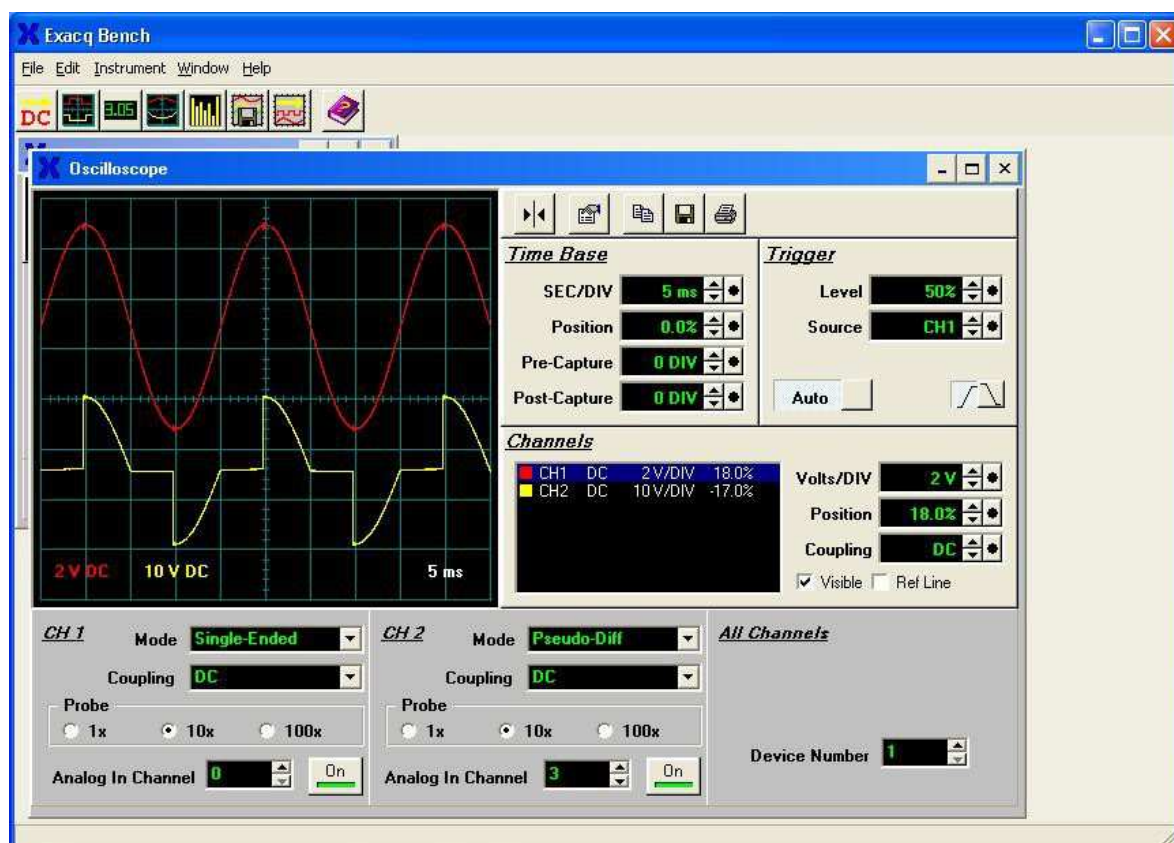 Exacq Bench
File Edit Instrument Window Help
DC 3.05
Oscilloscope
Time Base
SEC/DIV 5 ms
Position 0.0%
Pre-Capture 0 DIV
Post-Capture 0 DIV
Trigger
Level 50%
Source CH1
Auto
Channels
CH1 DC 2 V/DIV 18.0%
CH2 DC 10 V/DIV -17.0%
Volts/DIV 2 V
Position 18.0%
Coupling DC
Visible Ref Line
2 V DC 10 V DC 5 ms
CH 1 Mode Single-Ended
Coupling DC
Probe
1x 10x 100x
Analog In Channel 0 On
CH 2 Mode Pseudo-Diff
Coupling DC
Probe
1x 10x 100x
Analog In Channel 3 On
All Channels
Device Number 1